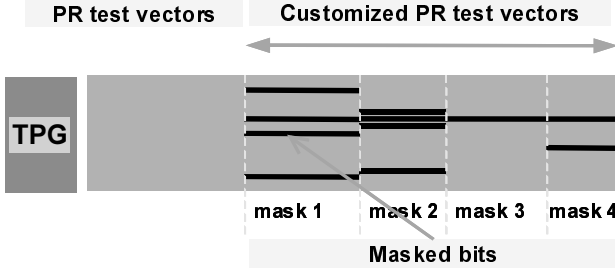 PR test vectors
Customized PR test vectors
TPG
mask 1
mask 2
mask 3
mask 4
Masked bits